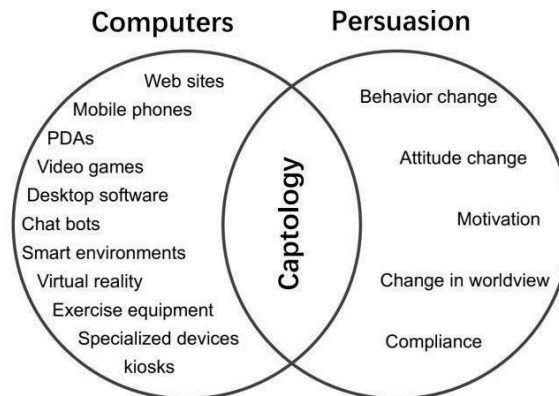 Computers
Persuasion
Web sites
Mobile phones
PDAs
Video games
Desktop software
Chat bots
Smart environments
Virtual reality
Exercise equipment
Specialized devices
kiosks
Captology
Behavior change
Attitude change
Motivation
Change in worldview
Compliance